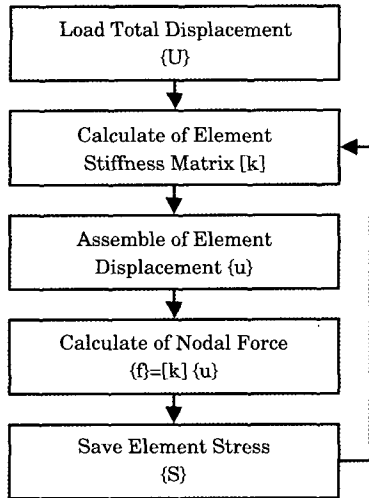 Load Total Displacement
{U}
Calculate of Element
Stiffness Matrix [k]
Assemble of Element
Displacement {u}
Calculate of Nodal Force
{f}=[k] {u}
Save Element Stress
{S}